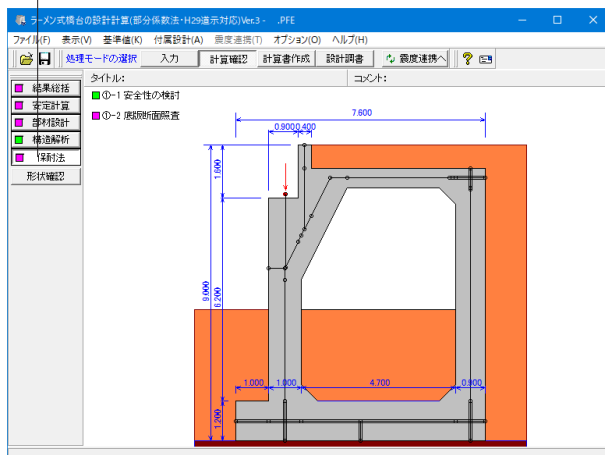 ラーメン式橋台の設計計算(部分係数法・H29道示対応)Ver.3 - .PFE
ファイル(F) 表示(V) 基準値(K) 付属設計(A) 震度連携(T) オプション(O) ヘルプ(H)
処理モードの選択 入力 計算確認 計算書作成 設計調書 震度連携へ
結果総括
安定計算
部材設計
構造解析
保耐法
形状確認
タイトル: コメント:
①-1 安全性の検討
①-2 底版断面照査
7.600
0.900 0.400
1.600
9.000
6.200
1.000 1.000 4.700 0.900
1.200